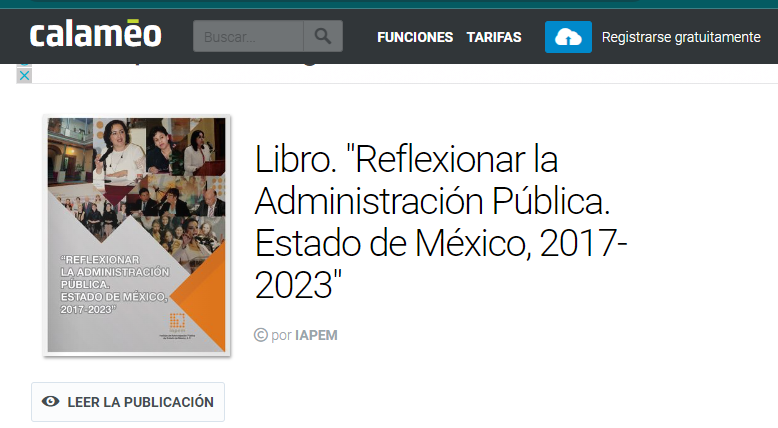 calamēo
Buscar...
FUNCIONES
TARIFAS
Registrarse gratuitamente
Libro. "Reflexionar la
Administración Pública.
Estado de México, 2017-
2023"
© por IAPEM
"REFLEXIONAR
LA ADMINISTRACIÓN
PÚBLICA.
ESTADO DE MÉXICO,
2017-2023"
LEER LA PUBLICACIÓN